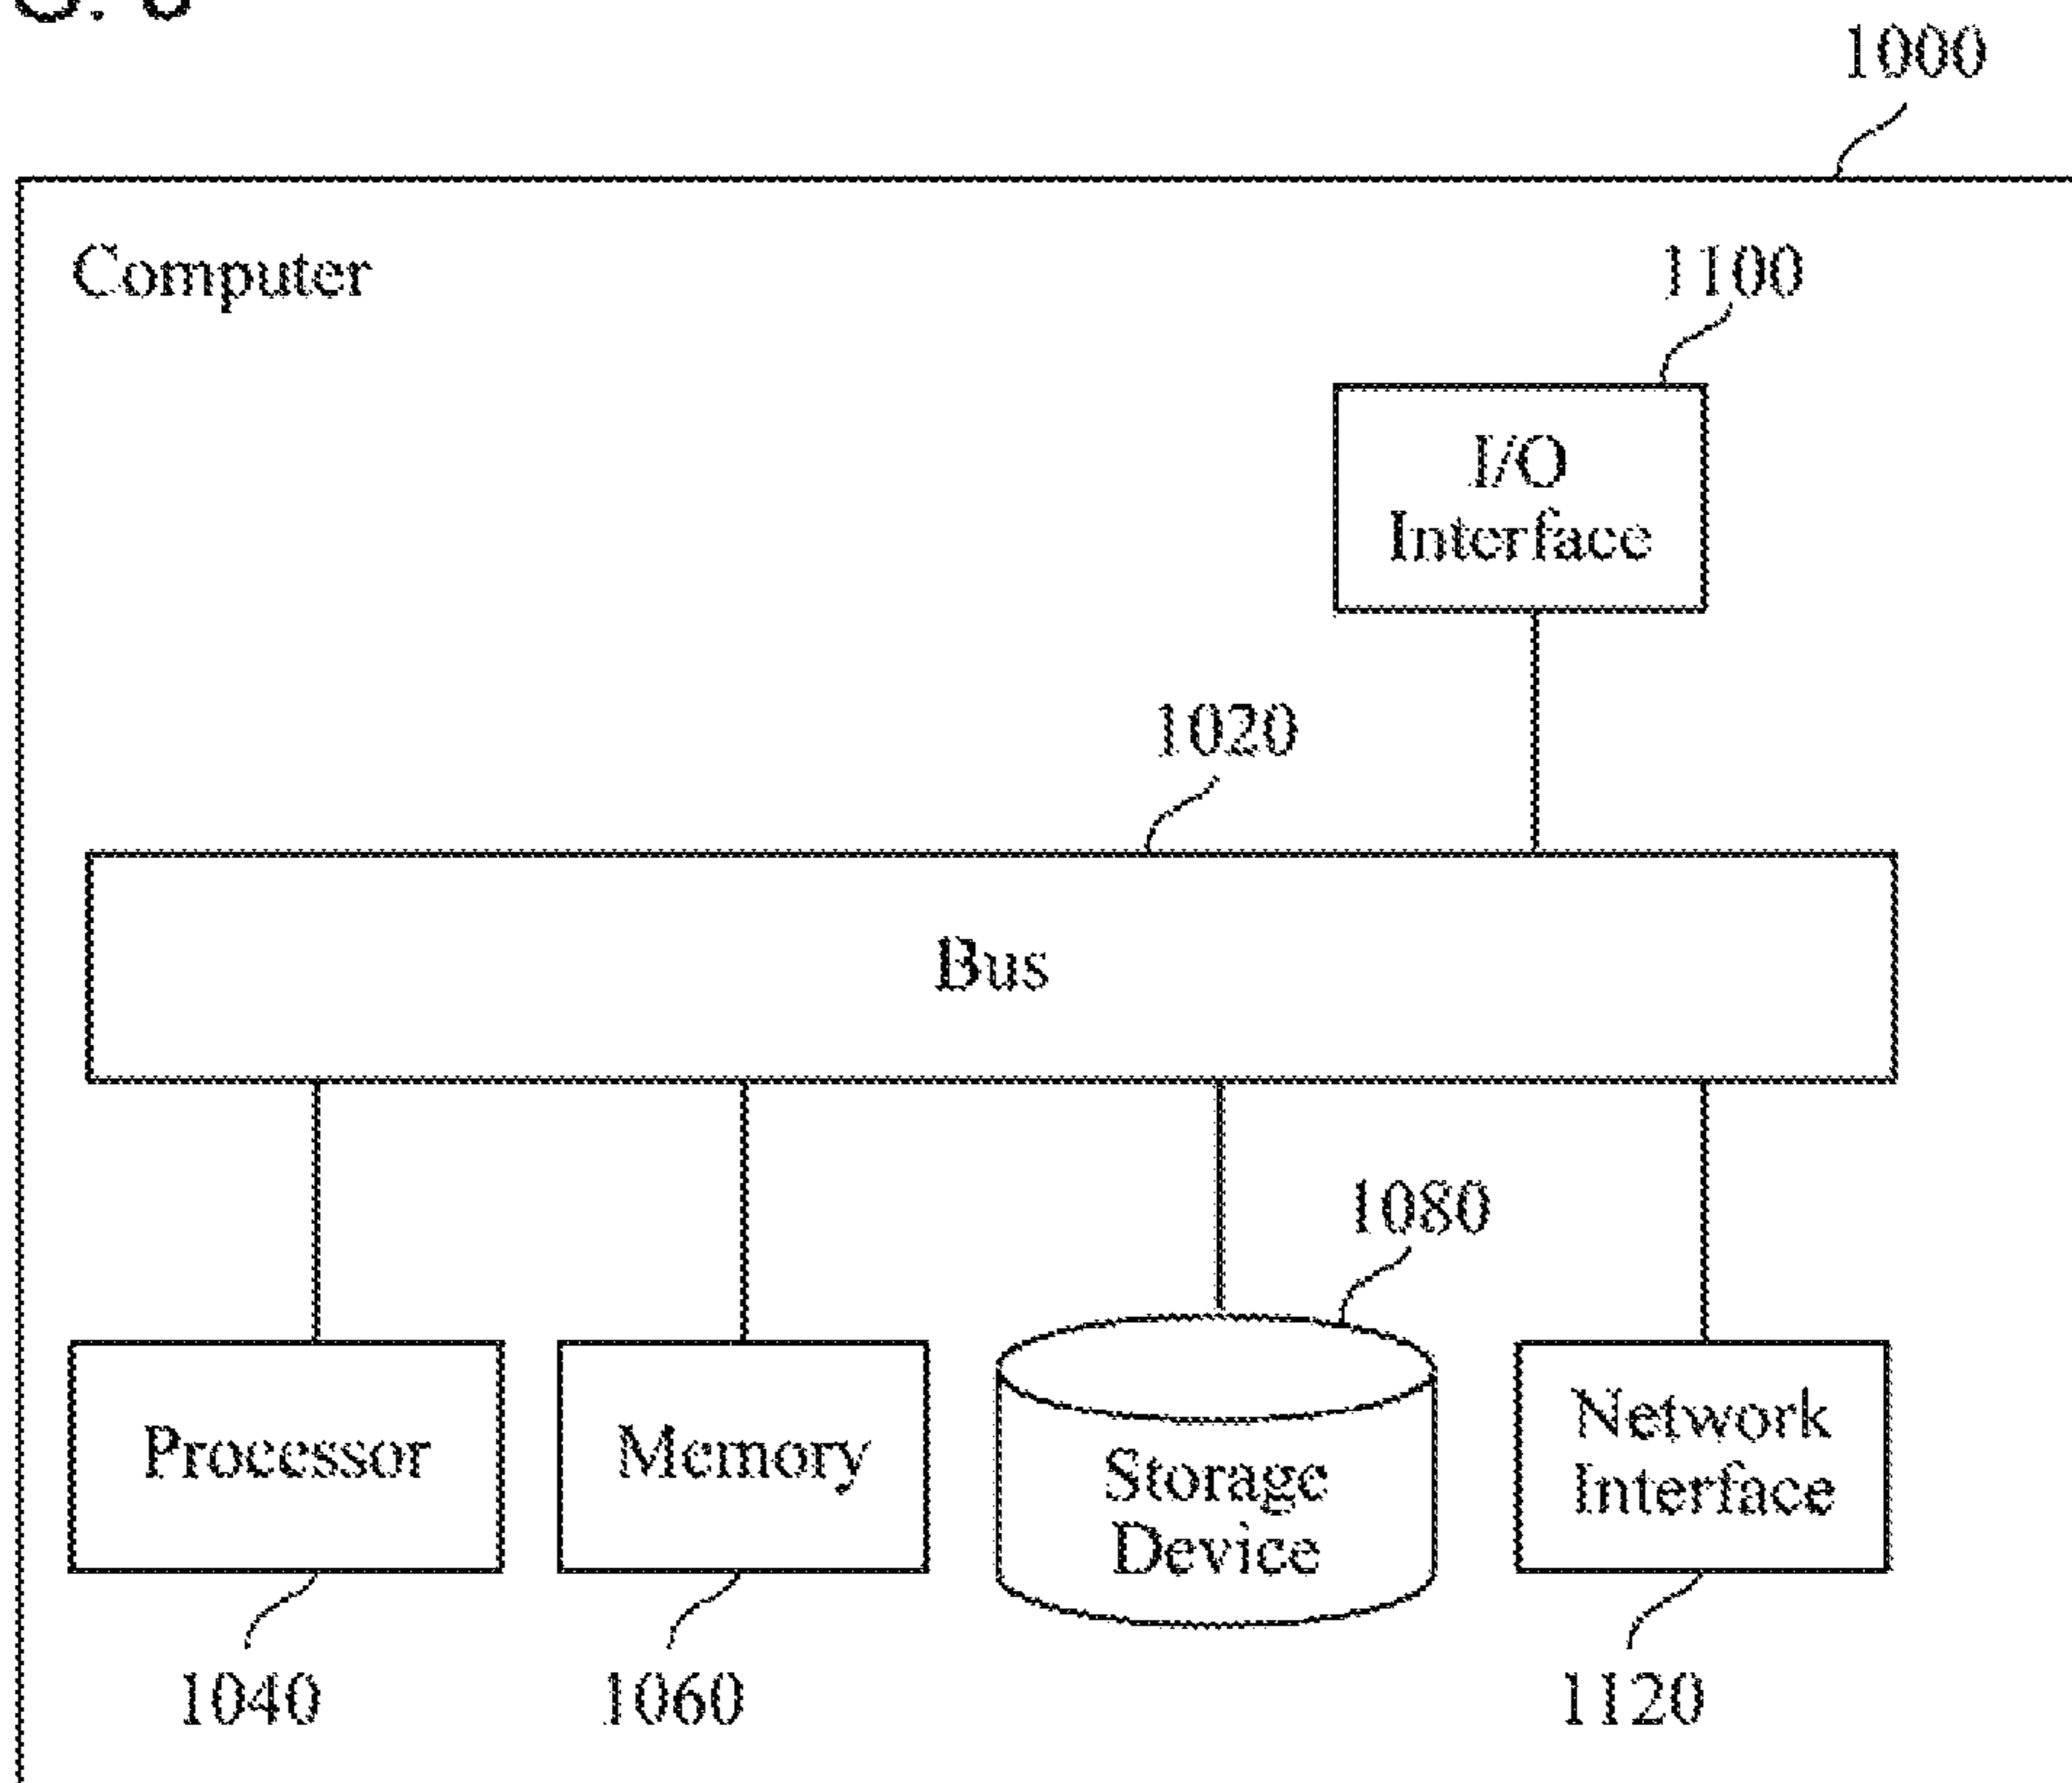 1000
Computer
1100
I/O
Interface
1020
Bus
1080
Processor
Memory
Storage
Device
Network
Interface
1040
1060
1120